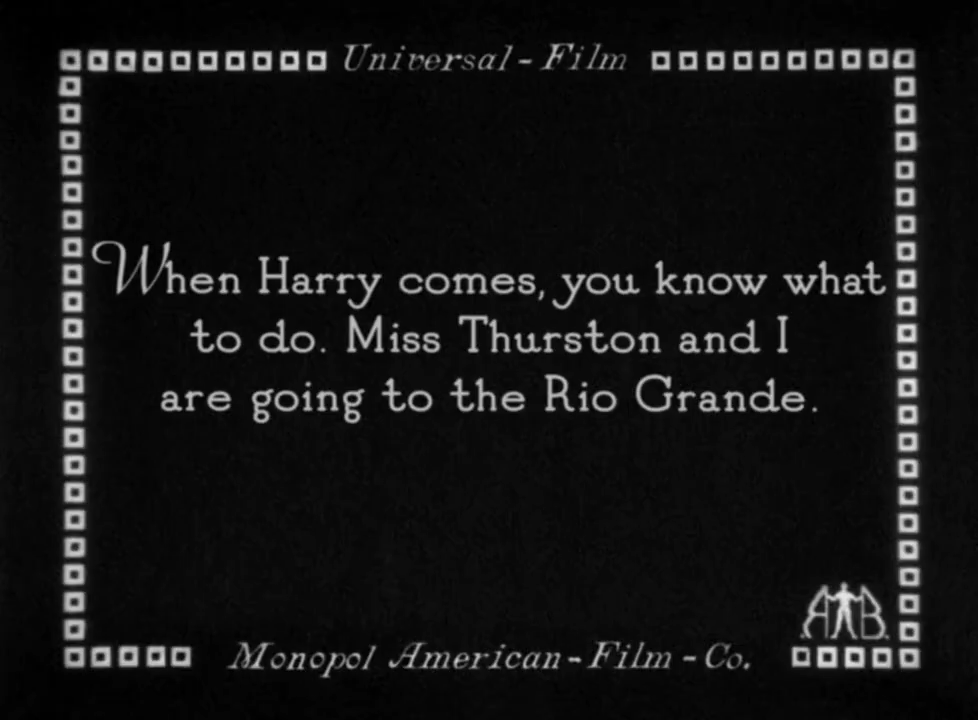 Universal - Film
When Harry comes, you know what
to do. Miss Thurston and I
are going to the Rio Grande.
A B
Monopol American - Film - Co.